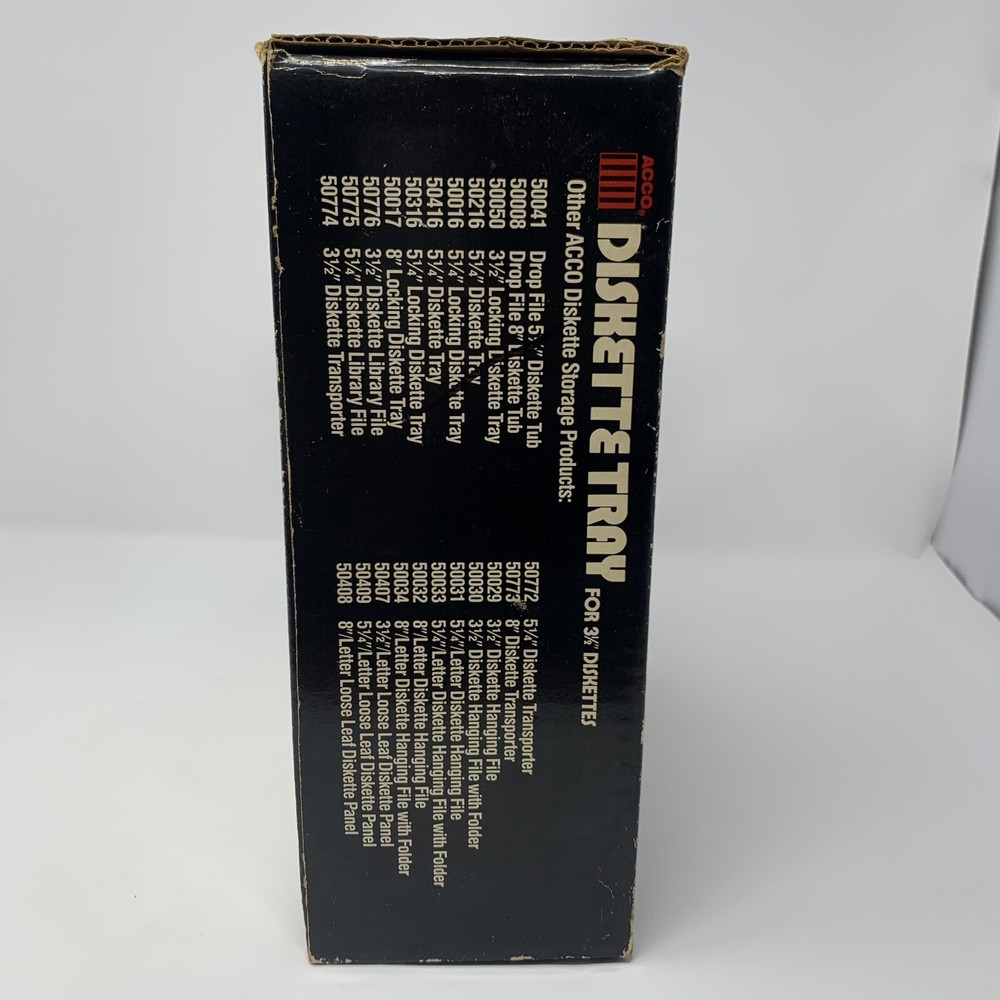 ACCO®
DISKETTE TRAY FOR 3½" DISKETTES
Other ACCO Diskette Storage Products:
50041 Drop File 5¼" Diskette Tub
50008 Drop File 8" Diskette Tub
50050 3½" Locking Diskette Tray
50216 5¼" Diskette Tray
50016 5¼" Locking Diskette Tray
50416 5¼" Diskette Tray
50316 5¼" Locking Diskette Tray
50017 8" Locking Diskette Tray
50776 3½" Diskette Library File
50775 5¼" Diskette Library File
50774 3½" Diskette Transporter
50772 5¼" Diskette Transporter
50773 8" Diskette Transporter
50029 3½" Diskette Hanging File
50030 3½" Diskette Hanging File with Folder
50031 5¼"/Letter Diskette Hanging File
50033 5¼"/Letter Diskette Hanging File with Folder
50032 8"/Letter Diskette Hanging File
50034 8"/Letter Diskette Hanging File with Folder
50407 3½"/Letter Loose Leaf Diskette Panel
50409 5¼"/Letter Loose Leaf Diskette Panel
50408 8"/Letter Loose Leaf Diskette Panel